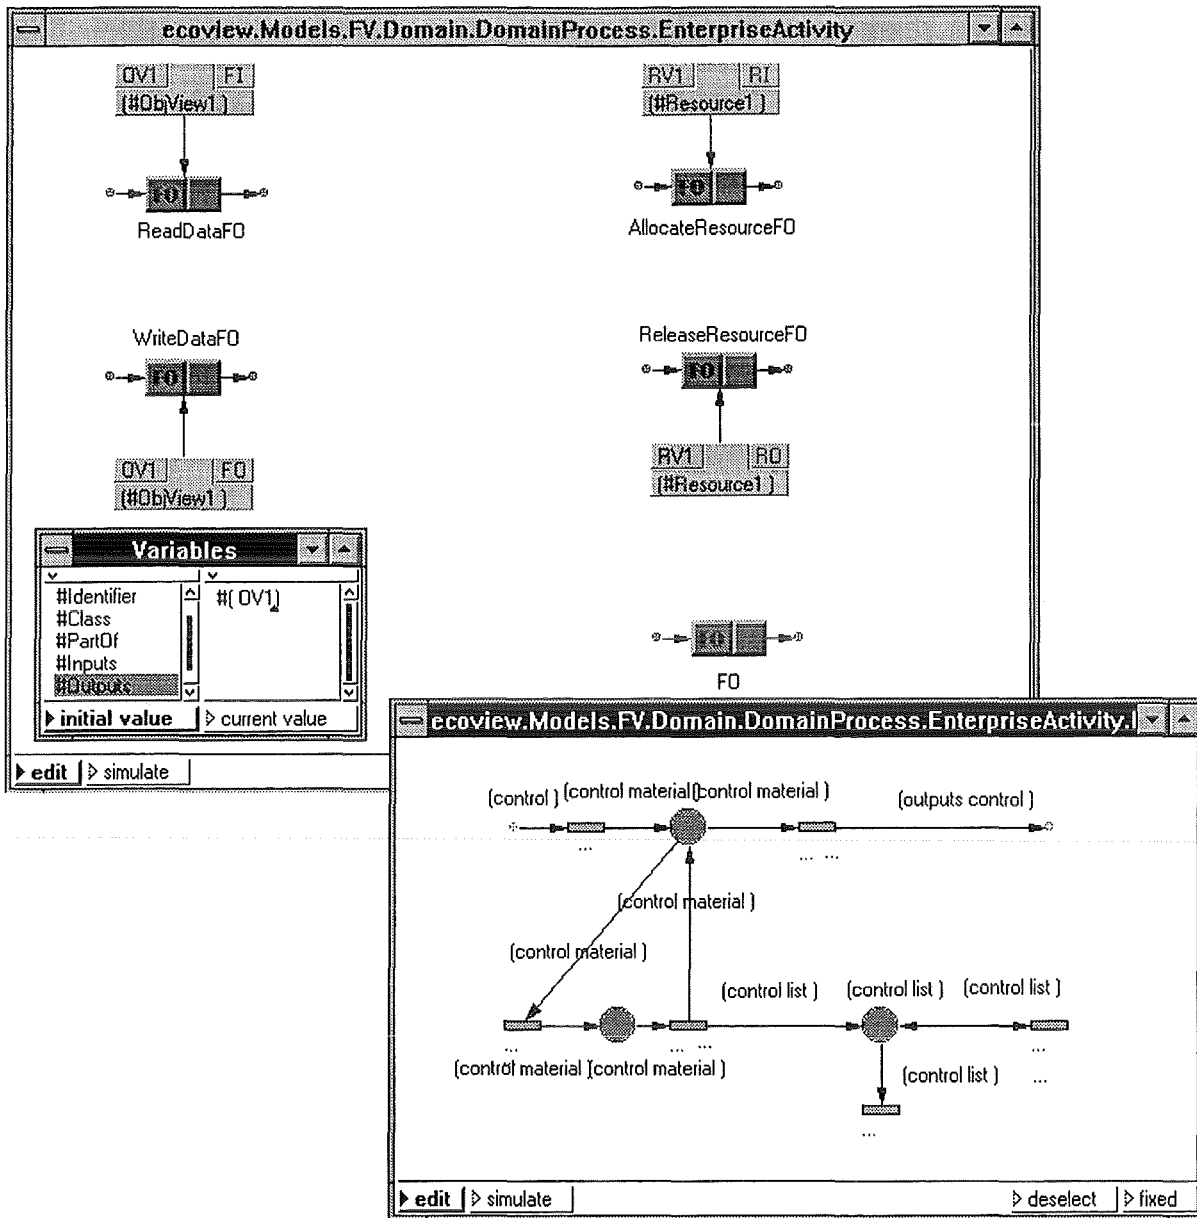 ecoview.Models.FV.Domain.DomainProcess.EnterpriseActivity
OV1 FI
(#ObjView1 )
RV1 RI
(#Resource1 )
FO
FO
ReadDataFO
AllocateResourceFO
WriteDataFO
ReleaseResourceFO
FO
FO
OV1 FO
(#ObjView1 )
RV1 RO
(#Resource1 )
Variables
#Identifier
#Class
#PartOf
#Inputs
#Outputs
#( OV1)
initial value
current value
FO
FO
edit simulate
ecoview.Models.FV.Domain.DomainProcess.EnterpriseActivity.
(control ) (control material )(control material ) (outputs control )
... ... ...
(control material )
(control material )
(control list ) (control list ) (control list )
... ... ... ...
(control material )(control material )
(control list )
...
...
edit simulate deselect fixed